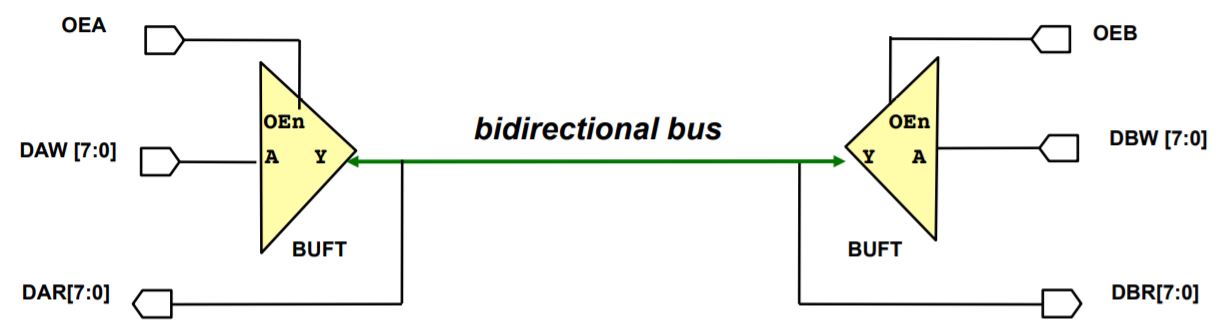 OEA
OEB
OEn
OEn
bidirectional bus
DAW [7:0]
A
Y
Y
A
DBW [7:0]
BUFT
BUFT
DAR[7:0]
DBR[7:0]